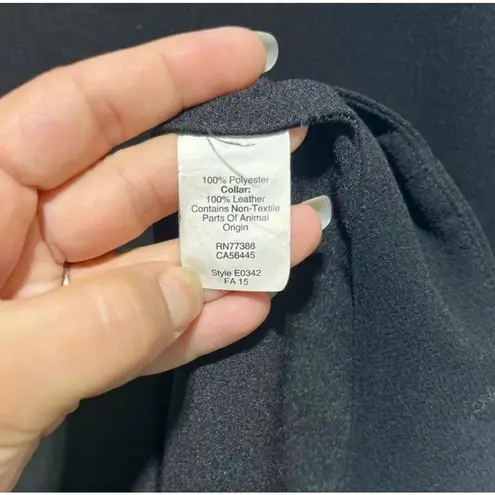 100% Polyester
Collar:
100% Leather
Contains Non-Textile
Parts Of Animal
Origin
RN77388
CA56445
Style E0342
FA 15